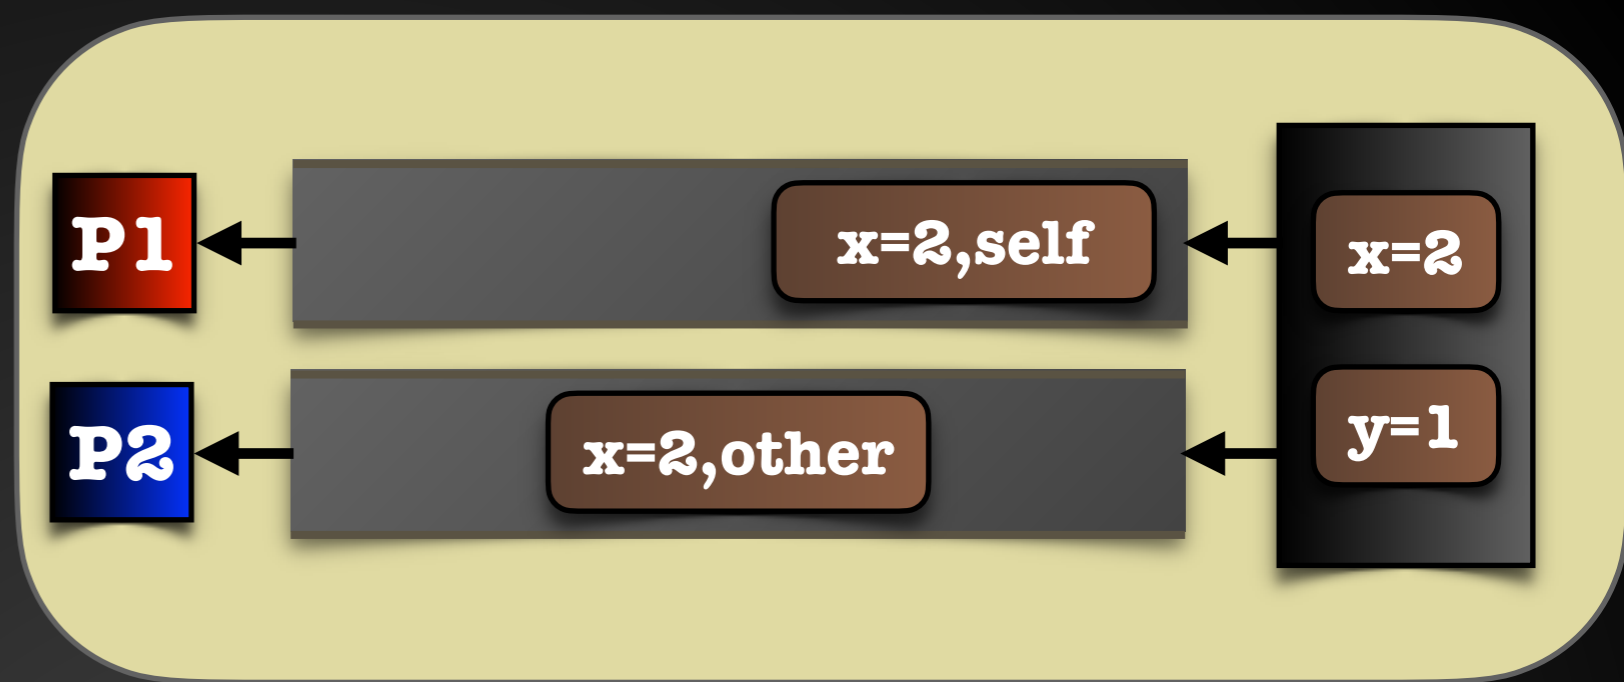 P1
x=2,self
x=2
P2
x=2,other
y=1